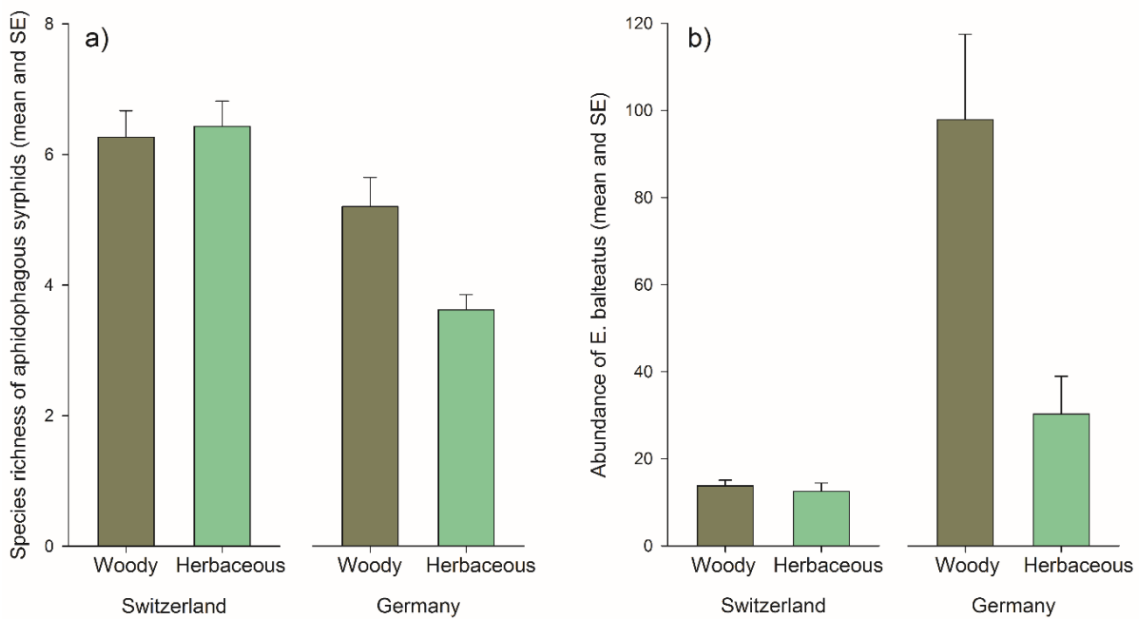 a)
Species richness of aphidophagous syrphids (mean and SE)
8
6
4
2
0
Woody Herbaceous Woody Herbaceous
Switzerland Germany
b)
Abundance of E. balteatus (mean and SE)
120
100
80
60
40
20
0
Woody Herbaceous Woody Herbaceous
Switzerland Germany